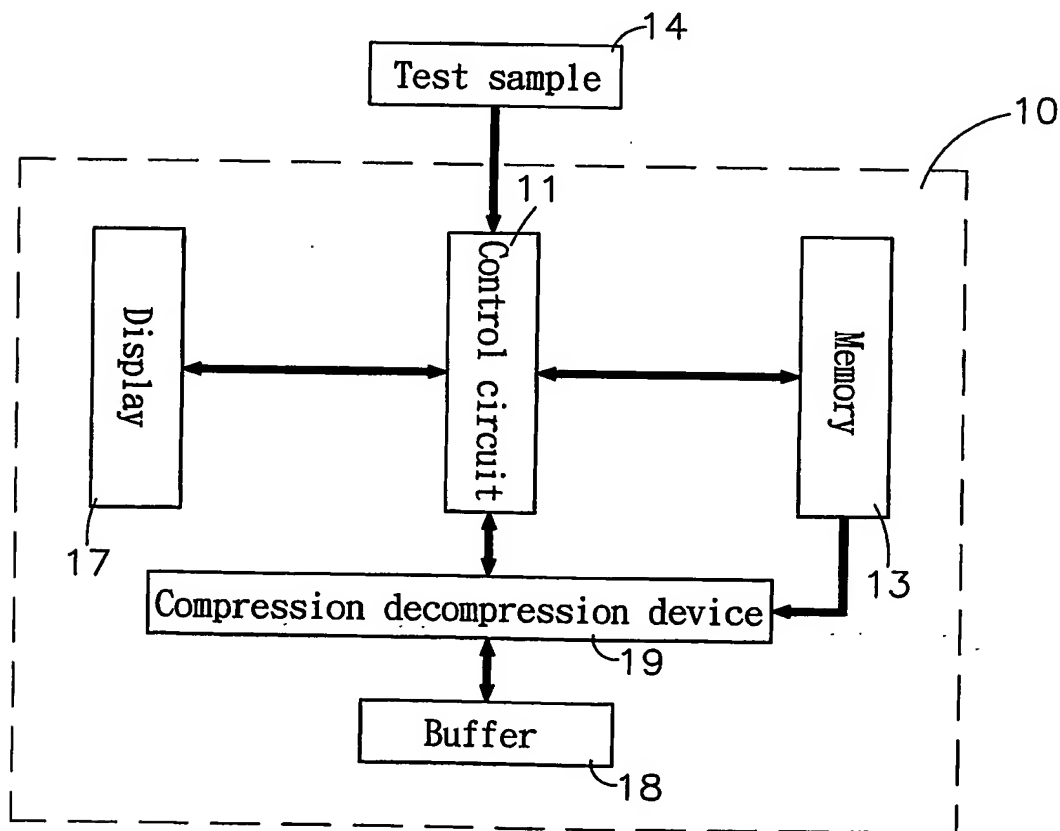 14
Test sample
10
11
Control circuit
Display
Memory
17
13
Compression decompression device
19
Buffer
18